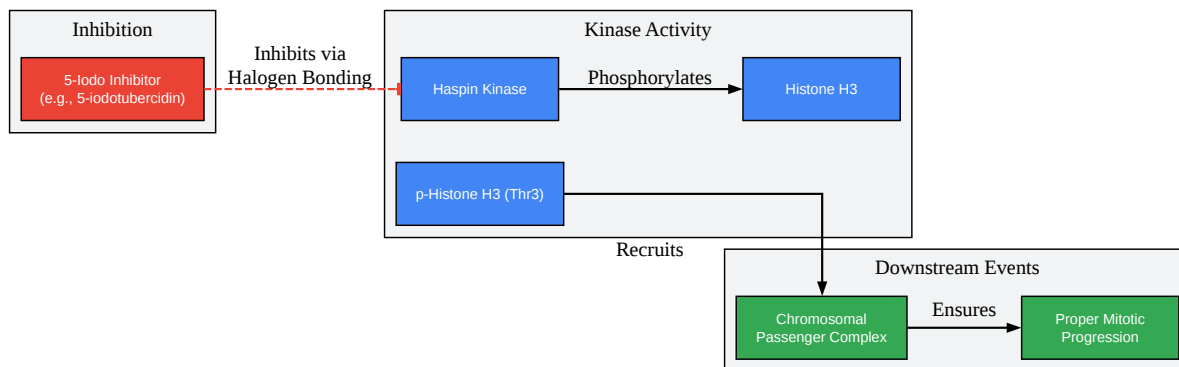 Inhibition
5-Iodo Inhibitor
(e.g., 5-iodotubercidin)
Inhibits via
Halogen Bonding
Kinase Activity
Haspin Kinase
Phosphorylates
Histone H3
p-Histone H3 (Thr3)
Recruits
Downstream Events
Chromosomal
Passenger Complex
Ensures
Proper Mitotic
Progression